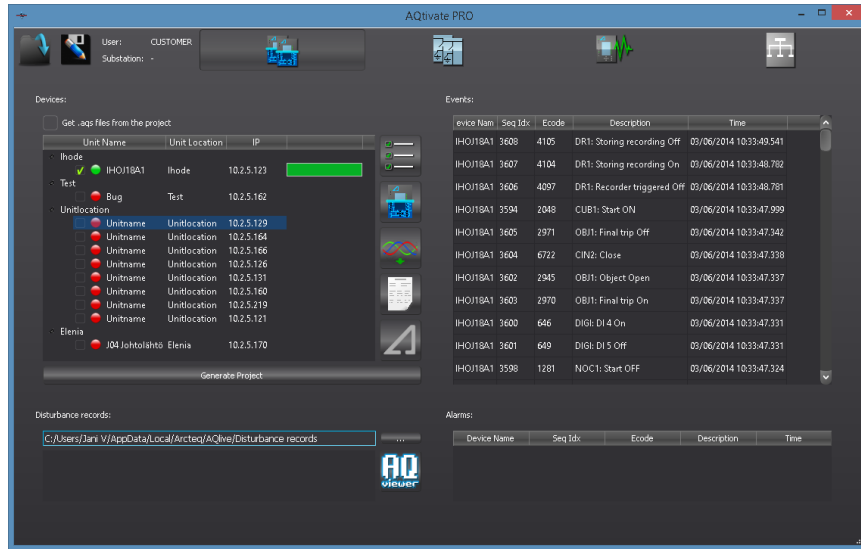 AQtivate PRO
User: CUSTOMER
Substation: -
Devices:
Get .aqs files from the project
Unit Name Unit Location IP
Ihode
IHOJ18A1 Ihode 10.2.5.123
Test
Bug Test 10.2.5.162
Unitlocation
Unitname Unitlocation 10.2.5.129
Unitname Unitlocation 10.2.5.164
Unitname Unitlocation 10.2.5.166
Unitname Unitlocation 10.2.5.126
Unitname Unitlocation 10.2.5.131
Unitname Unitlocation 10.2.5.160
Unitname Unitlocation 10.2.5.219
Unitname Unitlocation 10.2.5.121
Elenia
J04 Johtolähtö Elenia 10.2.5.170
Generate Project
Events:
evice Nam Seq Idx Ecode Description Time
IHOJ18A1 3608 4105 DR1: Storing recording Off 03/06/2014 10:33:49.541
IHOJ18A1 3607 4104 DR1: Storing recording On 03/06/2014 10:33:48.782
IHOJ18A1 3606 4097 DR1: Recorder triggered Off 03/06/2014 10:33:48.781
IHOJ18A1 3594 2048 CUB1: Start ON 03/06/2014 10:33:47.999
IHOJ18A1 3605 2971 OBJ1: Final trip Off 03/06/2014 10:33:47.342
IHOJ18A1 3604 6722 CIN2: Close 03/06/2014 10:33:47.338
IHOJ18A1 3602 2945 OBJ1: Object Open 03/06/2014 10:33:47.337
IHOJ18A1 3603 2970 OBJ1: Final trip On 03/06/2014 10:33:47.337
IHOJ18A1 3600 646 DIGI: DI 4 On 03/06/2014 10:33:47.331
IHOJ18A1 3601 649 DIGI: DI 5 Off 03/06/2014 10:33:47.331
IHOJ18A1 3598 1281 NOC1: Start OFF 03/06/2014 10:33:47.324
Disturbance records:
C:/Users/Jani V/AppData/Local/Arcteq/AQlive/Disturbance records
...
AQ
viewer
Alarms:
Device Name Seq Idx Ecode Description Time